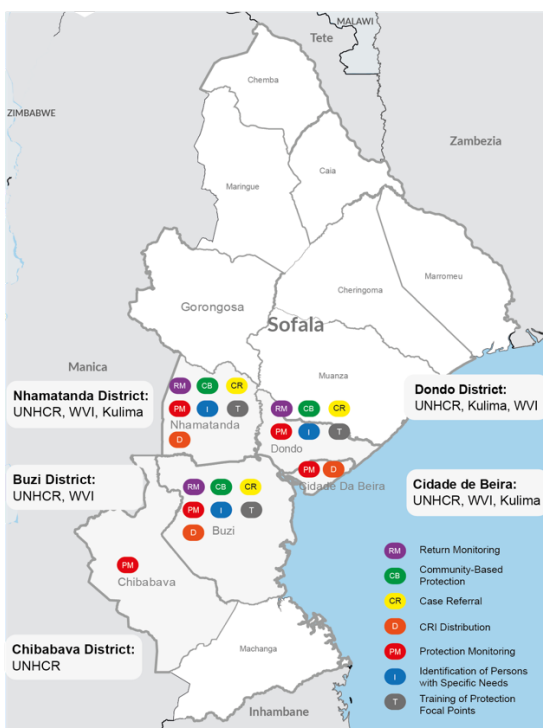 MALAWI
Tete
Chemba
ZIMBABWE
Zambezia
Caia
Maringue
Marromeu
Cheringoma
Gorongosa
Sofala
Manica
Muanza
Nhamatanda District:
UNHCR, WVI, Kulima
RM CB CR
PM I T
Nhamatanda
D
RM CB CR
PM I T
Dondo
Dondo District:
UNHCR, Kulima, WVI
PM D
Cidade Da Beira
Buzi District:
UNHCR, WVI
RM CB CR
PM I T
D
Buzi
Cidade de Beira:
UNHCR, WVI, Kulima
PM
Chibabava
Chibabava District:
UNHCR
Machanga
Inhambane
RM Return Monitoring
CB Community-Based
Protection
CR Case Referral
D CRI Distribution
PM Protection Monitoring
I Identification of Persons
with Specific Needs
T Training of Protection
Focal Points